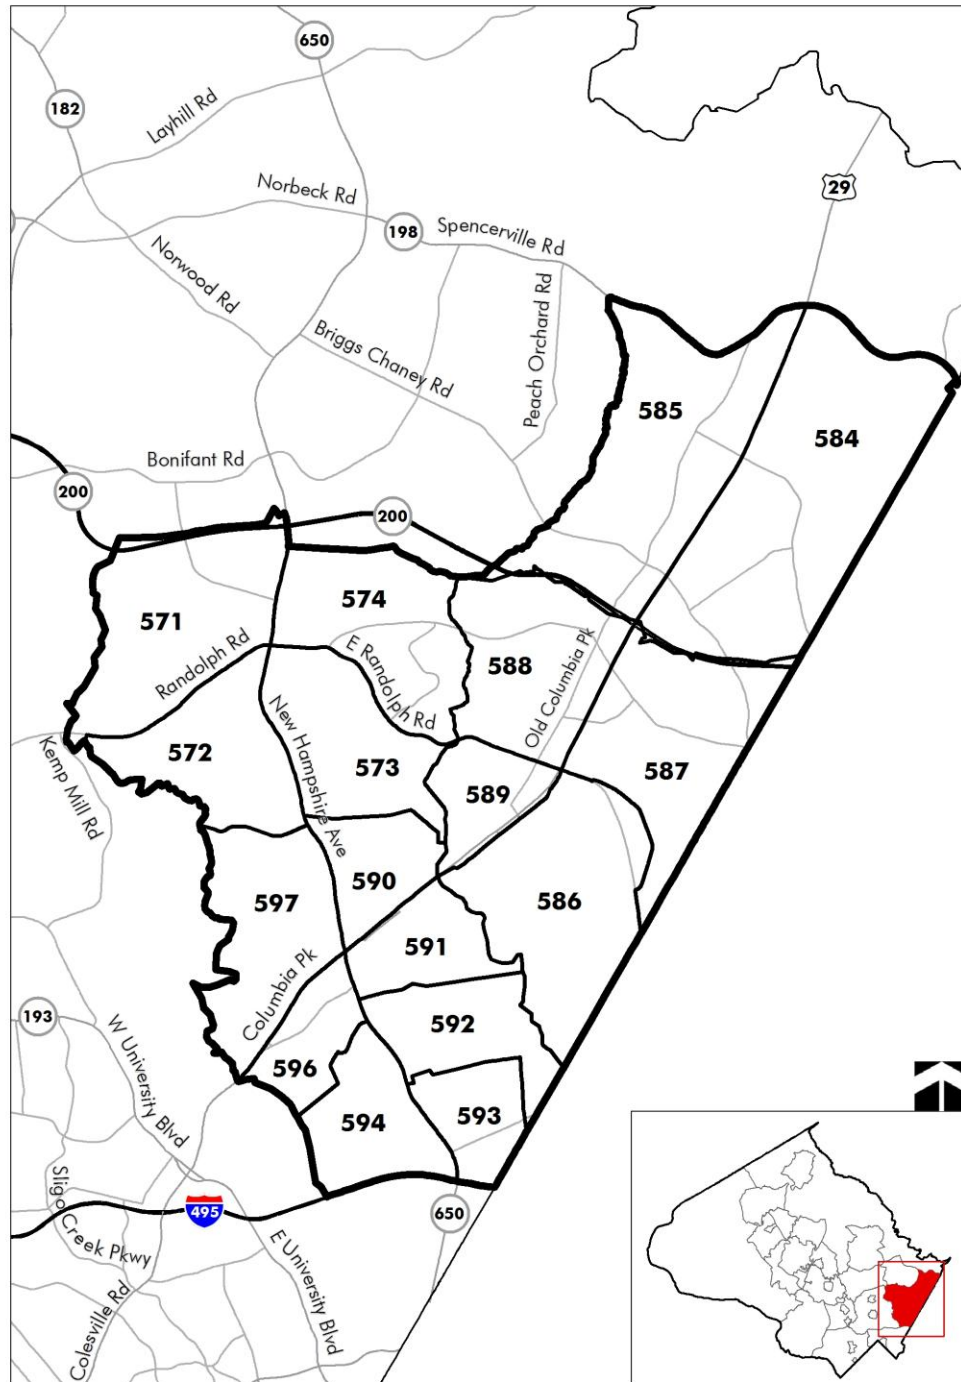 650
182
Layhill Rd
29
Norbeck Rd
198
Spencerville Rd
Norwood Rd
Peach Orchard Rd
Briggs Chaney Rd
585
584
Bonifant Rd
200
200
574
571
E Randolph Rd
Randolph Rd
588
Old Columbia Pk
New Hampshire Ave
572
573
587
Kemp Mill Rd
589
590
597
586
591
Columbia Pk
193
592
W University Blvd
596
593
594
Sligo Creek Pkwy
495
650
E University Blvd
Colesville Rd